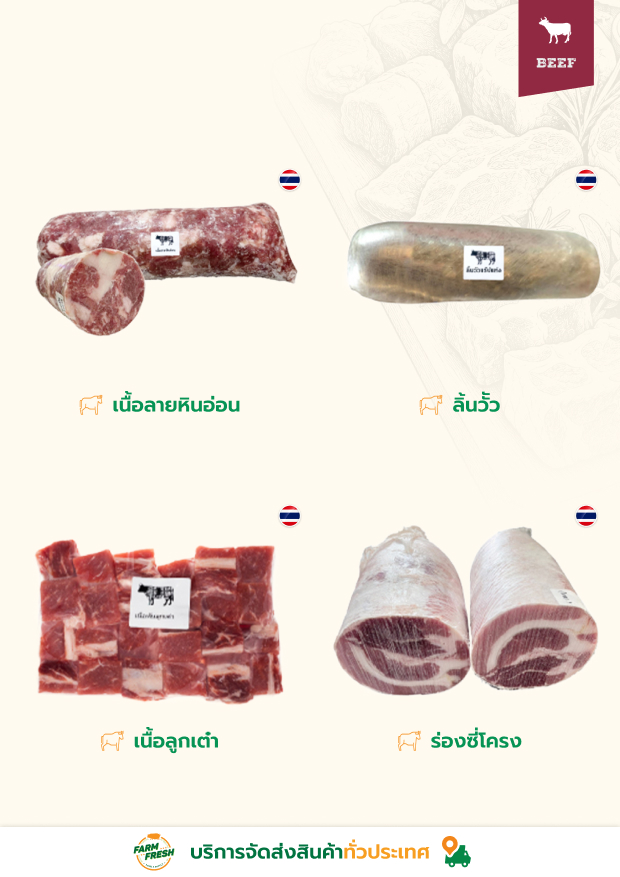 BEEF
เนื้อลายหินอ่อน
ลิ้นวัว
เนื้อลูกเต๋า
ร่องซี่โครง
FARM FRESH
บริการจัดส่งสินค้าทั่วประเทศ